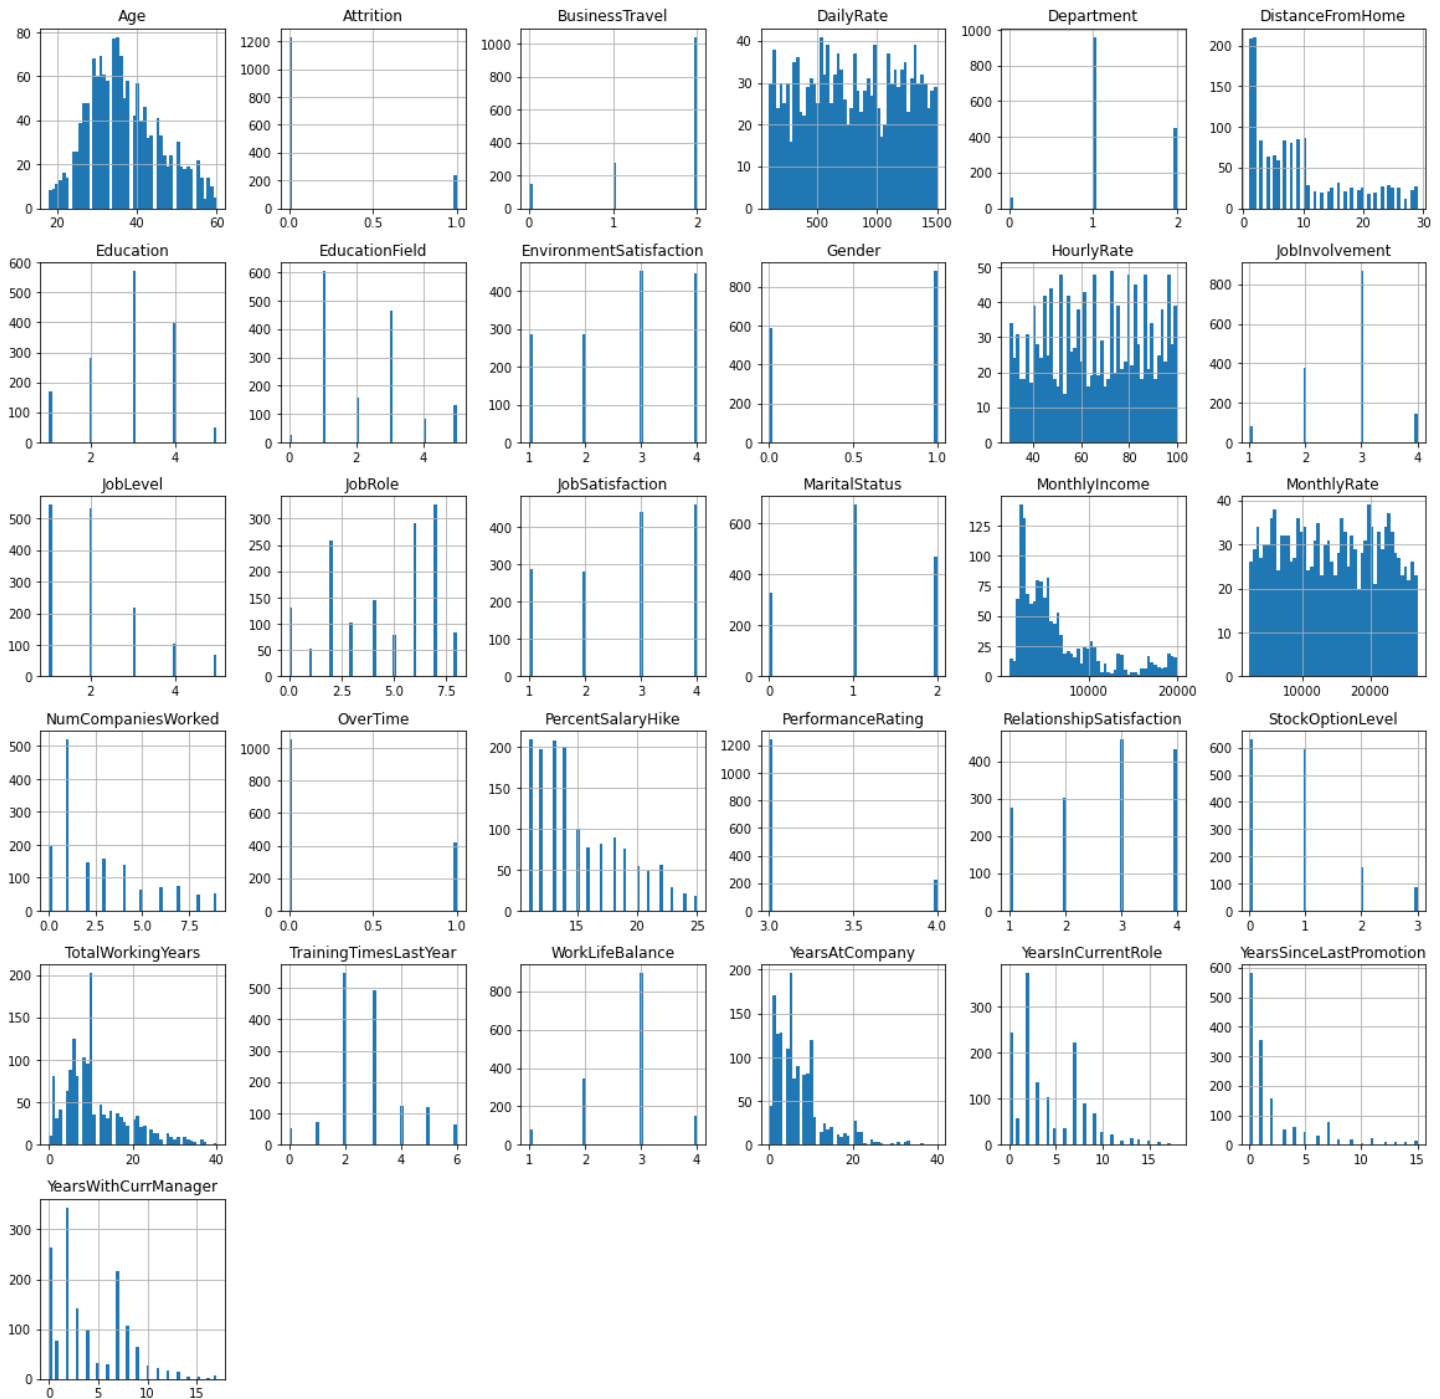 Age Attrition BusinessTravel DailyRate Department DistanceFromHome
80 60 40 20 0
20 40 60
1200 1000 800 600 400 200 0
0.0 0.5 1.0
1000 800 600 400 200 0
0 1 2
40 30 20 10 0
500 1000 1500
1000 800 600 400 200 0
0 1 2
200 150 100 50 0
0 10 20 30
Education EducationField EnvironmentSatisfaction Gender HourlyRate JobInvolvement
600 500 400 300 200 100 0
2 4
600 500 400 300 200 100 0
0 2 4
400 300 200 100 0
1 2 3 4
800 600 400 200 0
0.0 0.5 1.0
50 40 30 20 10 0
40 60 80 100
800 600 400 200 0
1 2 3 4
JobLevel JobRole JobSatisfaction MaritalStatus MonthlyIncome MonthlyRate
500 400 300 200 100 0
2 4
300 250 200 150 100 50 0
0.0 2.5 5.0 7.5
400 300 200 100 0
1 2 3 4
600 400 200 0
0 1 2
125 100 75 50 25 0
10000 20000
40 30 20 10 0
10000 20000
NumCompaniesWorked OverTime PercentSalaryHike PerformanceRating RelationshipSatisfaction StockOptionLevel
500 400 300 200 100 0
0.0 2.5 5.0 7.5
1000 800 600 400 200 0
0.0 0.5 1.0
200 150 100 50 0
15 20 25
1200 1000 800 600 400 200 0
3.0 3.5 4.0
400 300 200 100 0
1 2 3 4
600 500 400 300 200 100 0
0 1 2 3
TotalWorkingYears TrainingTimesLastYear WorkLifeBalance YearsAtCompany YearsInCurrentRole YearsSinceLastPromotion
200 150 100 50 0
0 20 40
500 400 300 200 100 0
0 2 4 6
800 600 400 200 0
1 2 3 4
200 150 100 50 0
0 20 40
300 200 100 0
0 5 10 15
600 500 400 300 200 100 0
0 5 10 15
YearsWithCurrManager
300 200 100 0
0 5 10 15